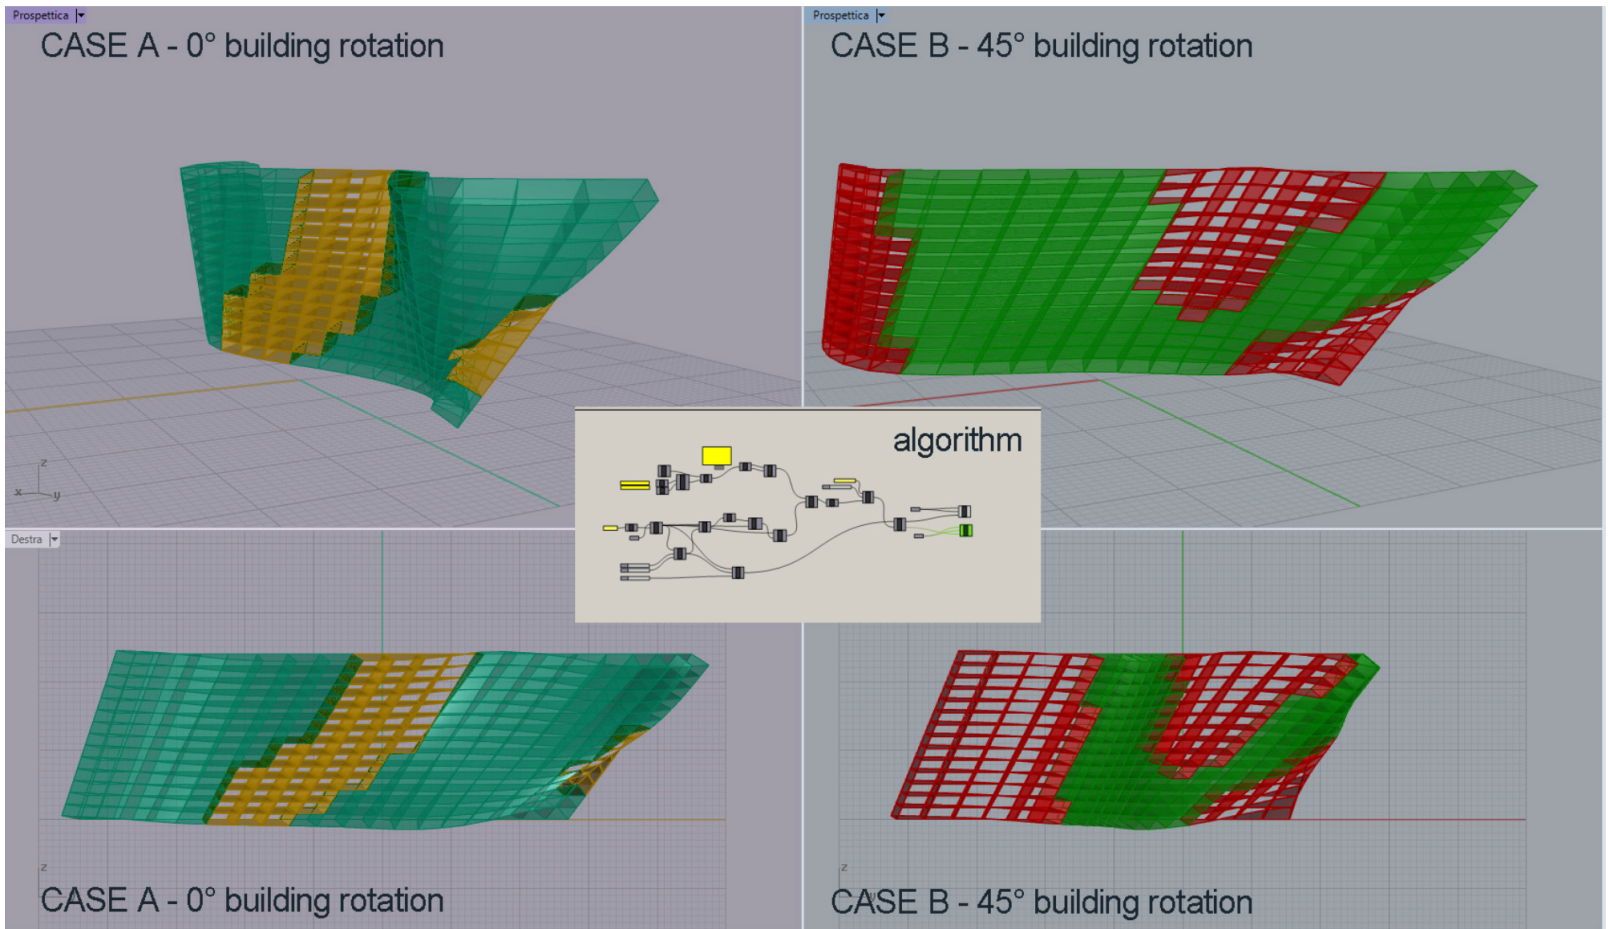 Prospettica
Prospettica
CASE A - 0° building rotation
CASE B - 45° building rotation
algorithm
z
x
y
Destra
z
z
CASE A - 0° building rotation
CASE B - 45° building rotation